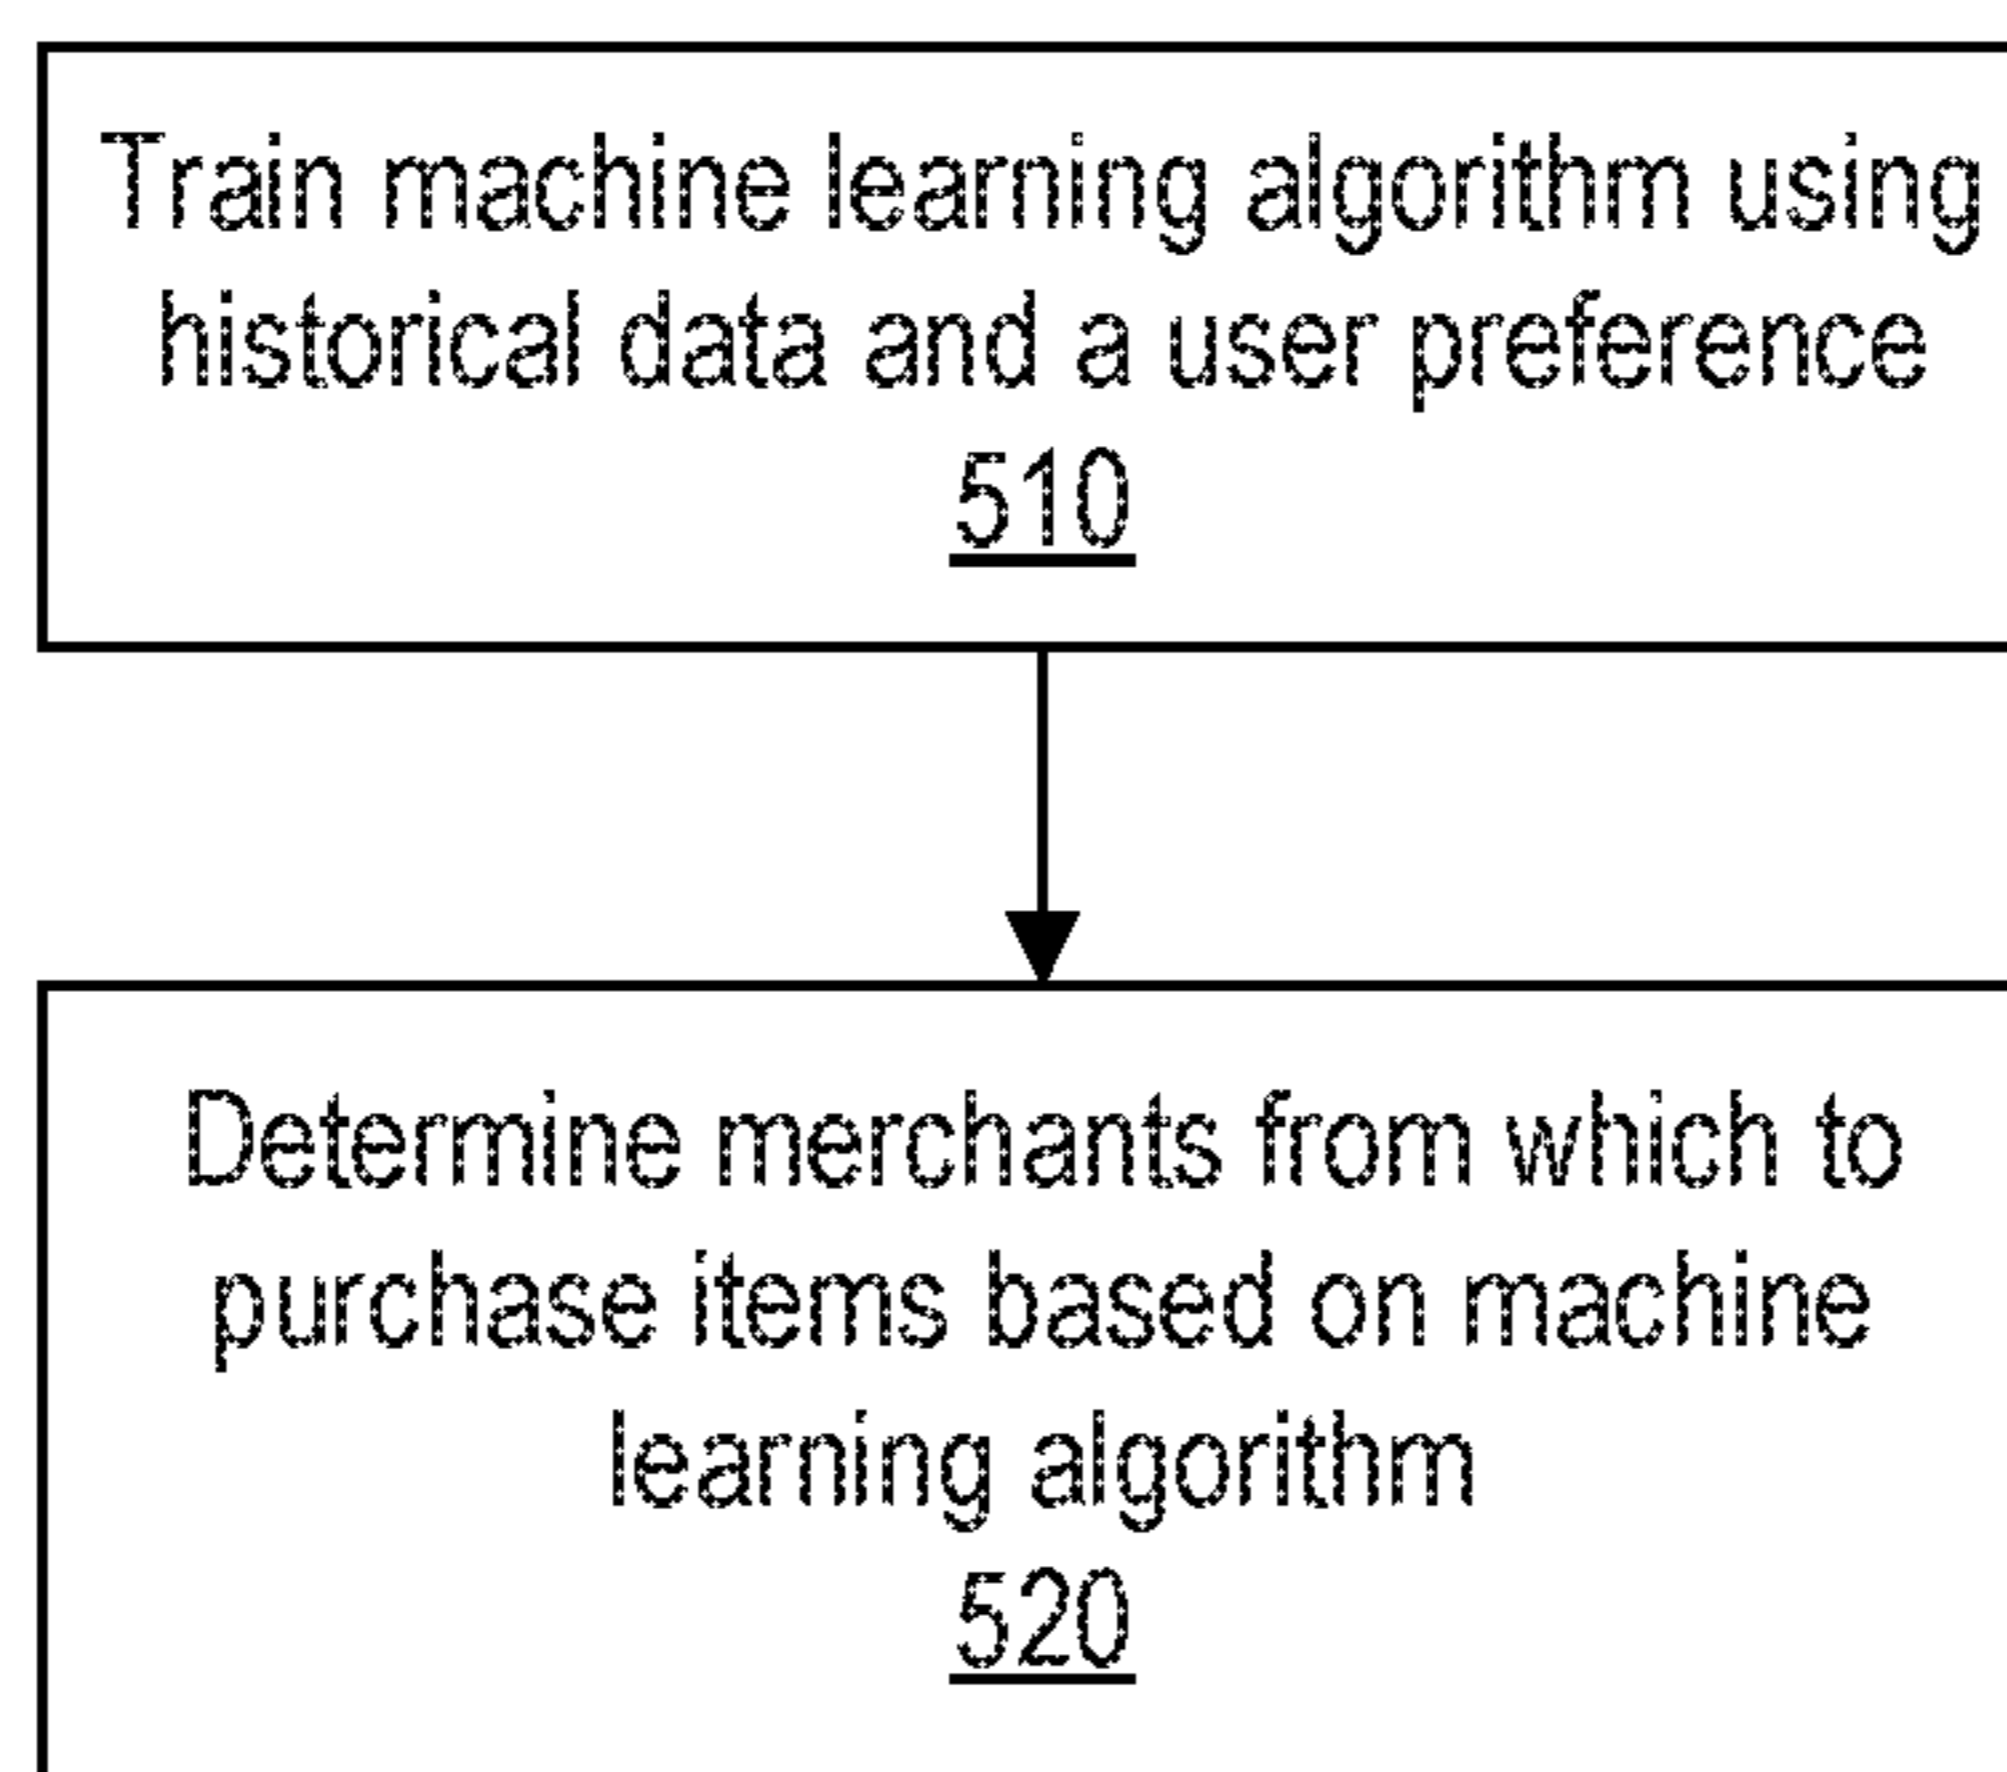 Train machine learning algorithm using
historical data and a user preference
510
Determine merchants from which to
purchase items based on machine
learning algorithm
520